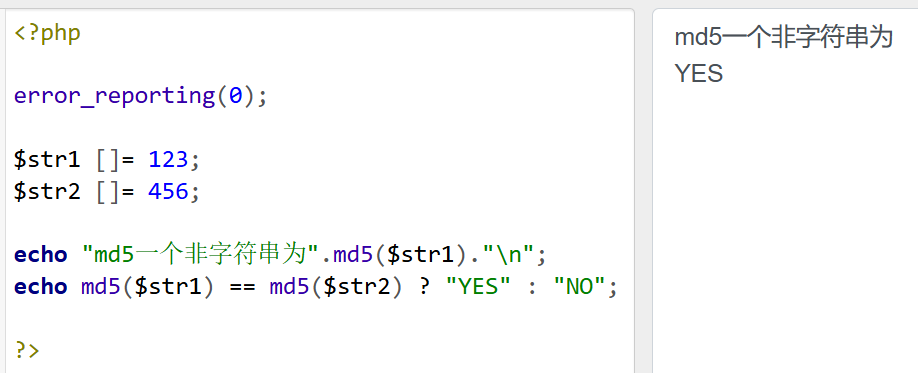 <?php
error_reporting(0);
$str1 []= 123;
$str2 []= 456;
echo "md5一个非字符串为".md5($str1)."\n";
echo md5($str1) == md5($str2) ? "YES" : "NO";
?>
md5一个非字符串为
YES